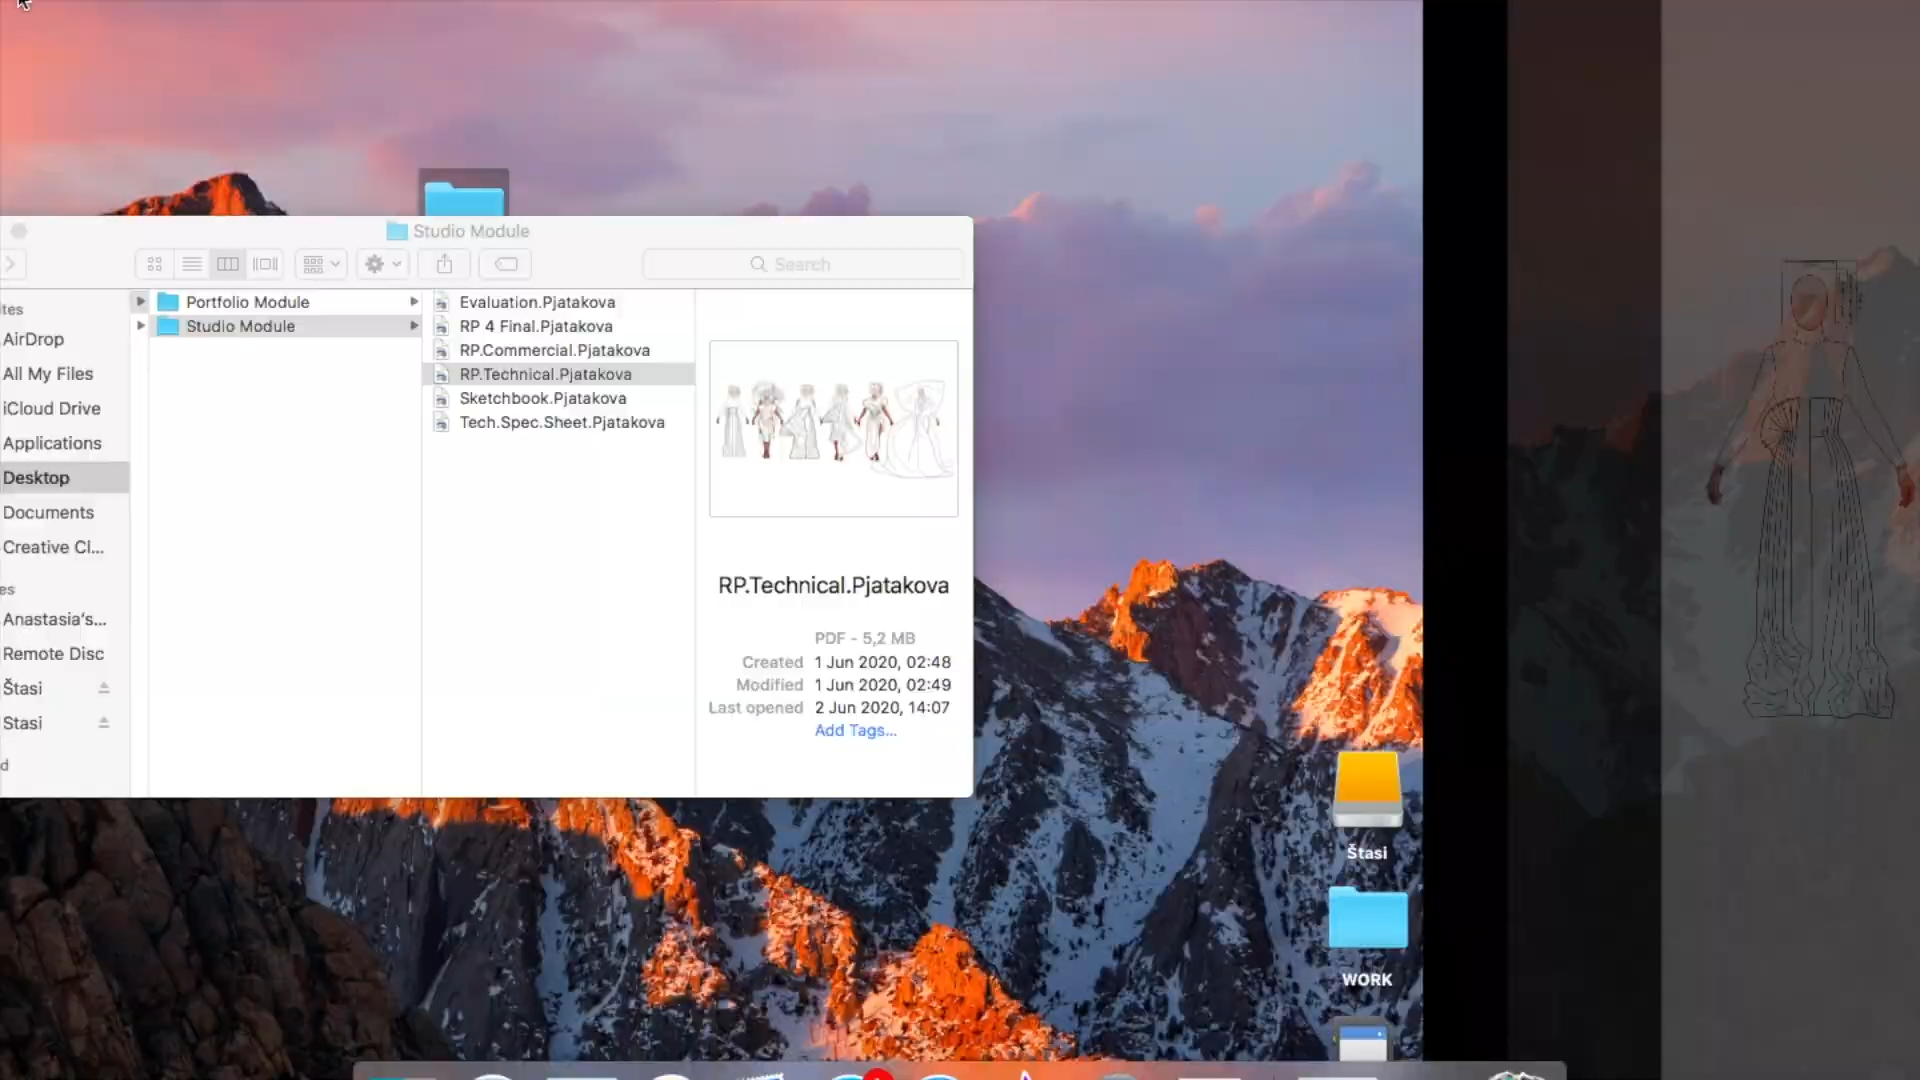 Studio Module
Search
Portfolio Module
Studio Module
Evaluation.Pjatakova
RP 4 Final.Pjatakova
RP.Commercial.Pjatakova
RP.Technical.Pjatakova
Sketchbook.Pjatakova
Tech.Spec.Sheet.Pjatakova
ites
AirDrop
All My Files
iCloud Drive
Applications
Desktop
Documents
Creative Cl...
es
Anastasia's...
Remote Disc
Štasi
Stasi
d
RP.Technical.Pjatakova
PDF - 5,2 MB
Created 1 Jun 2020, 02:48
Modified 1 Jun 2020, 02:49
Last opened 2 Jun 2020, 14:07
Add Tags...
Štasi
WORK